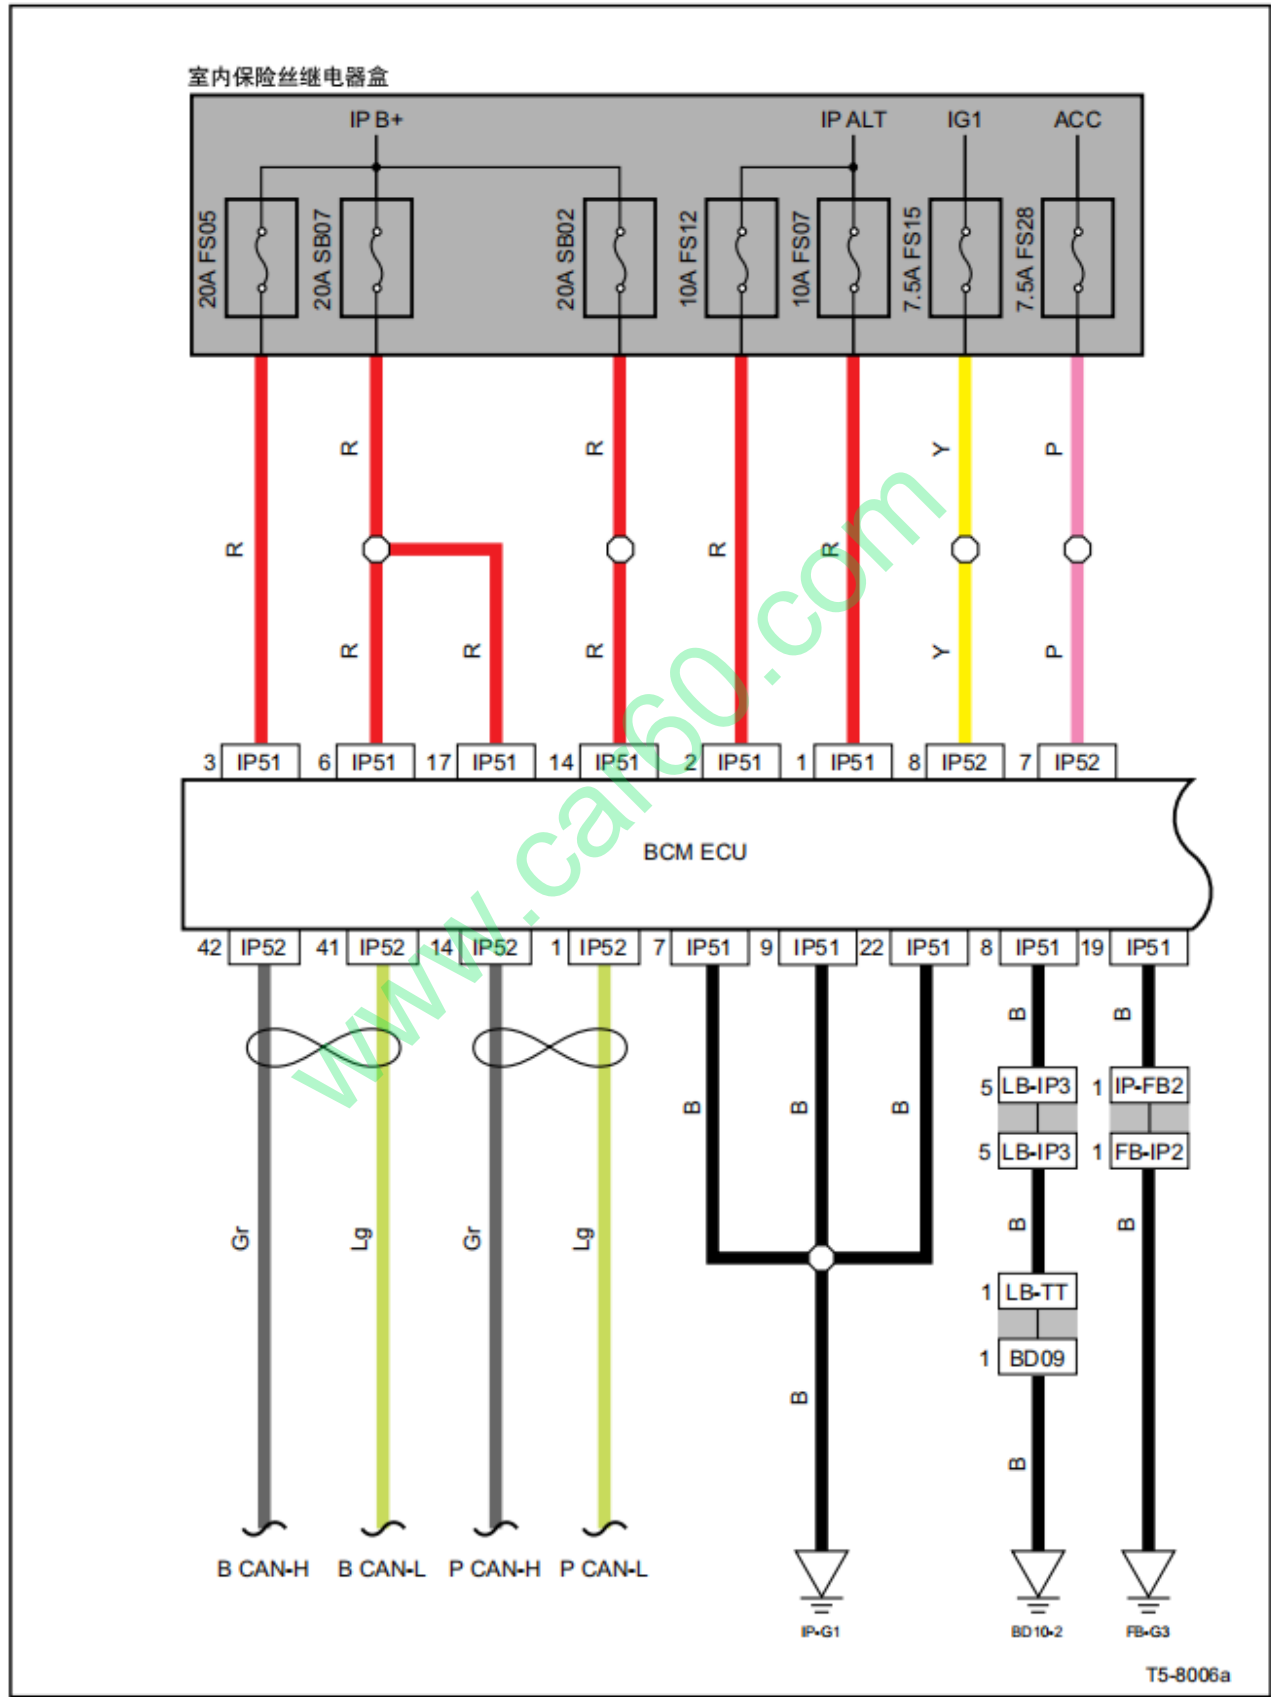 室内保险丝继电器盒
IP B+ IP ALT IG1 ACC
20A FS05 20A SB07 20A SB02 10A FS12 10A FS07 7.5A FS15 7.5A FS28
R R Y P
R R R
R R R Y P
3 IP51 6 IP51 17 IP51 14 IP51 2 IP51 1 IP51 8 IP52 7 IP52
BCM ECU
42 IP52 41 IP52 14 IP52 1 IP52 7 IP51 9 IP51 22 IP51 8 IP51 19 IP51
B B
5 LB-IP3 1 IP-FB2
B B B
5 LB-IP3 1 FB-IP2
Gr Lg Gr Lg B B
1 LB-TT
1 BD09
B
B
B CAN-H B CAN-L P CAN-H P CAN-L
IP-G1 BD10-2 FB-G3
T5-8006a
www.car60.com